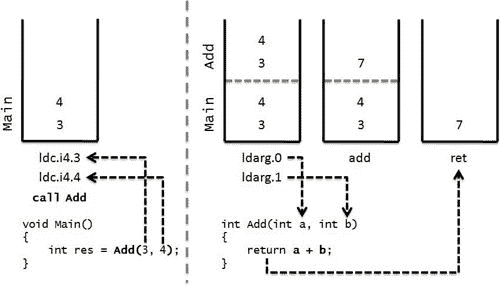 Main
4
3
ldc.i4.3
ldc.i4.4
call Add
void Main()
{
int res = Add(3, 4);
}
Add
Main
4
3
4
3
7
4
3
7
ldarg.0
ldarg.1
add
ret
int Add(int a, int b)
{
return a + b;
}